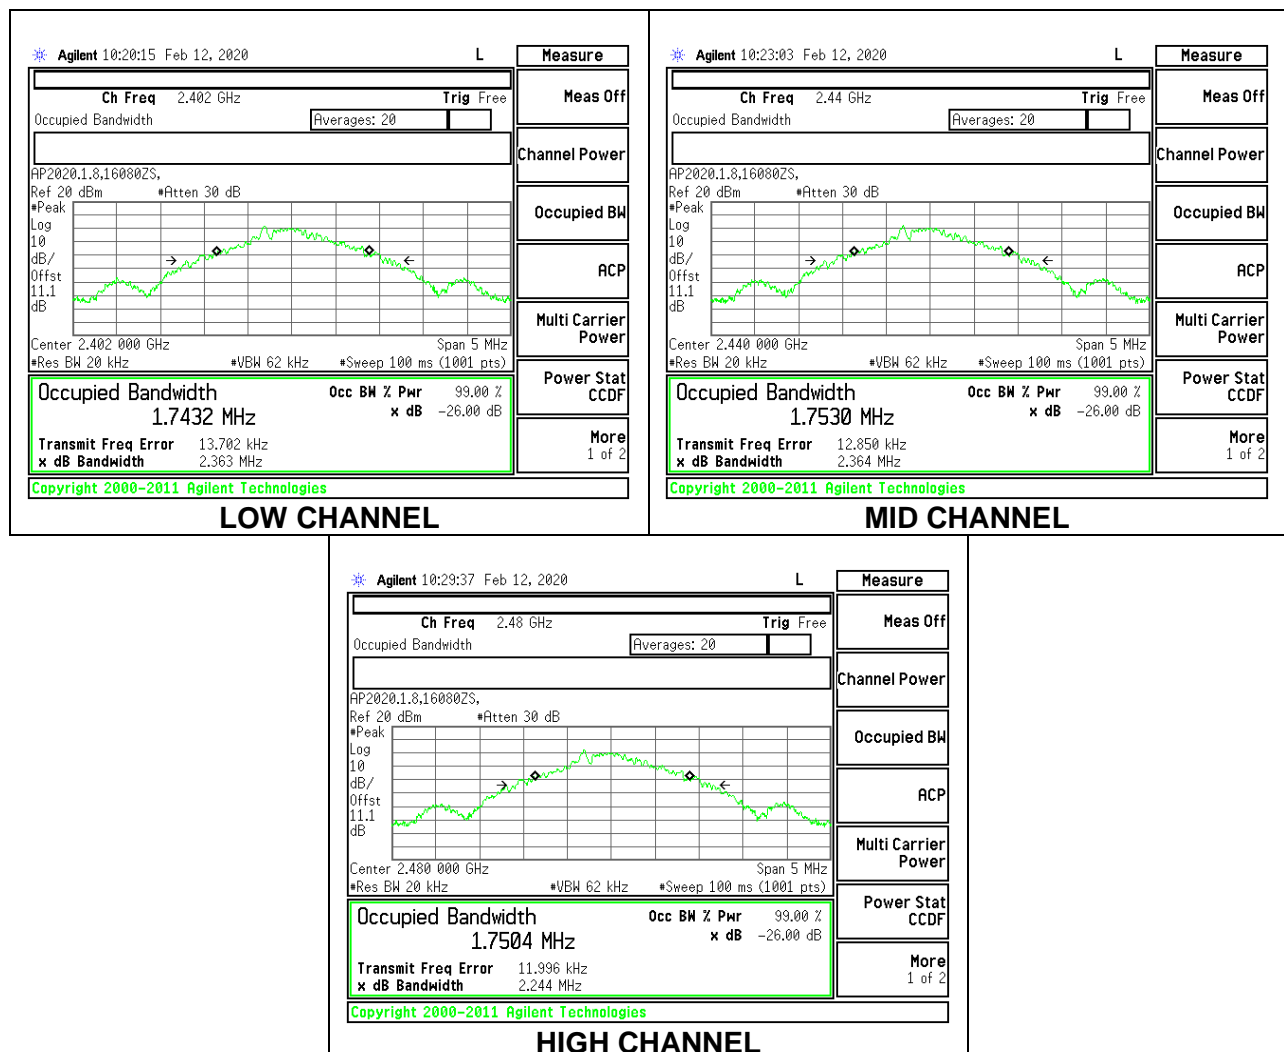 Agilent 10:20:15 Feb 12, 2020 L Measure
Ch Freq 2.402 GHz Trig Free
Occupied Bandwidth Averages: 20
AP2020.1.8,16080ZS,
Ref 20 dBm #Atten 30 dB
#Peak
Log
10
dB/
Offst
11.1
dB
Center 2.402 000 GHz Span 5 MHz
#Res BW 20 kHz #VBW 62 kHz #Sweep 100 ms (1001 pts)
Occupied Bandwidth Occ BW % Pwr 99.00 %
1.7432 MHz x dB -26.00 dB
Transmit Freq Error 13.702 kHz
x dB Bandwidth 2.363 MHz
Meas Off
Channel Power
Occupied BW
ACP
Multi Carrier
Power
Power Stat
CCDF
More
1 of 2
Copyright 2000-2011 Agilent Technologies
LOW CHANNEL
Agilent 10:23:03 Feb 12, 2020 L Measure
Ch Freq 2.44 GHz Trig Free
Occupied Bandwidth Averages: 20
AP2020.1.8,16080ZS,
Ref 20 dBm #Atten 30 dB
#Peak
Log
10
dB/
Offst
11.1
dB
Center 2.440 000 GHz Span 5 MHz
#Res BW 20 kHz #VBW 62 kHz #Sweep 100 ms (1001 pts)
Occupied Bandwidth Occ BW % Pwr 99.00 %
1.7530 MHz x dB -26.00 dB
Transmit Freq Error 12.850 kHz
x dB Bandwidth 2.364 MHz
Meas Off
Channel Power
Occupied BW
ACP
Multi Carrier
Power
Power Stat
CCDF
More
1 of 2
Copyright 2000-2011 Agilent Technologies
MID CHANNEL
Agilent 10:29:37 Feb 12, 2020 L Measure
Ch Freq 2.48 GHz Trig Free
Occupied Bandwidth Averages: 20
AP2020.1.8,16080ZS,
Ref 20 dBm #Atten 30 dB
#Peak
Log
10
dB/
Offst
11.1
dB
Center 2.480 000 GHz Span 5 MHz
#Res BW 20 kHz #VBW 62 kHz #Sweep 100 ms (1001 pts)
Occupied Bandwidth Occ BW % Pwr 99.00 %
1.7504 MHz x dB -26.00 dB
Transmit Freq Error 11.996 kHz
x dB Bandwidth 2.244 MHz
Meas Off
Channel Power
Occupied BW
ACP
Multi Carrier
Power
Power Stat
CCDF
More
1 of 2
Copyright 2000-2011 Agilent Technologies
HIGH CHANNEL